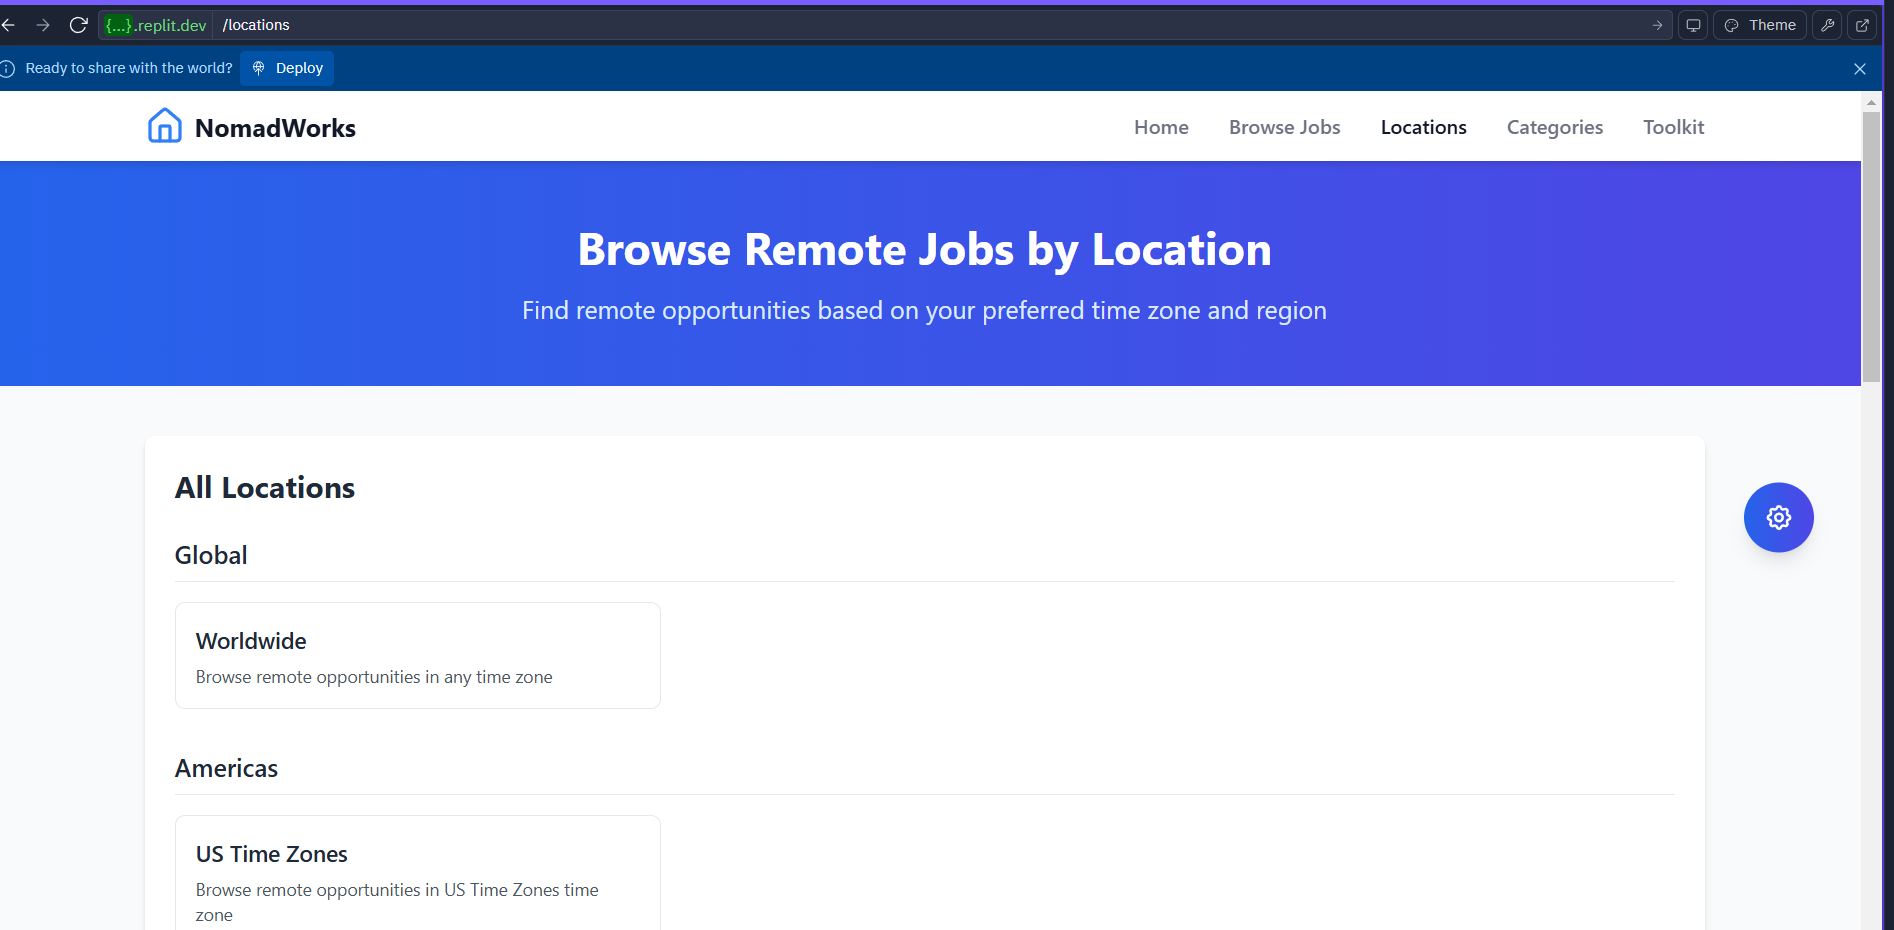 {...}.replit.dev /locations
Theme
Ready to share with the world? Deploy
NomadWorks
Home Browse Jobs Locations Categories Toolkit
Browse Remote Jobs by Location
Find remote opportunities based on your preferred time zone and region
All Locations
Global
Worldwide
Browse remote opportunities in any time zone
Americas
US Time Zones
Browse remote opportunities in US Time Zones time
zone